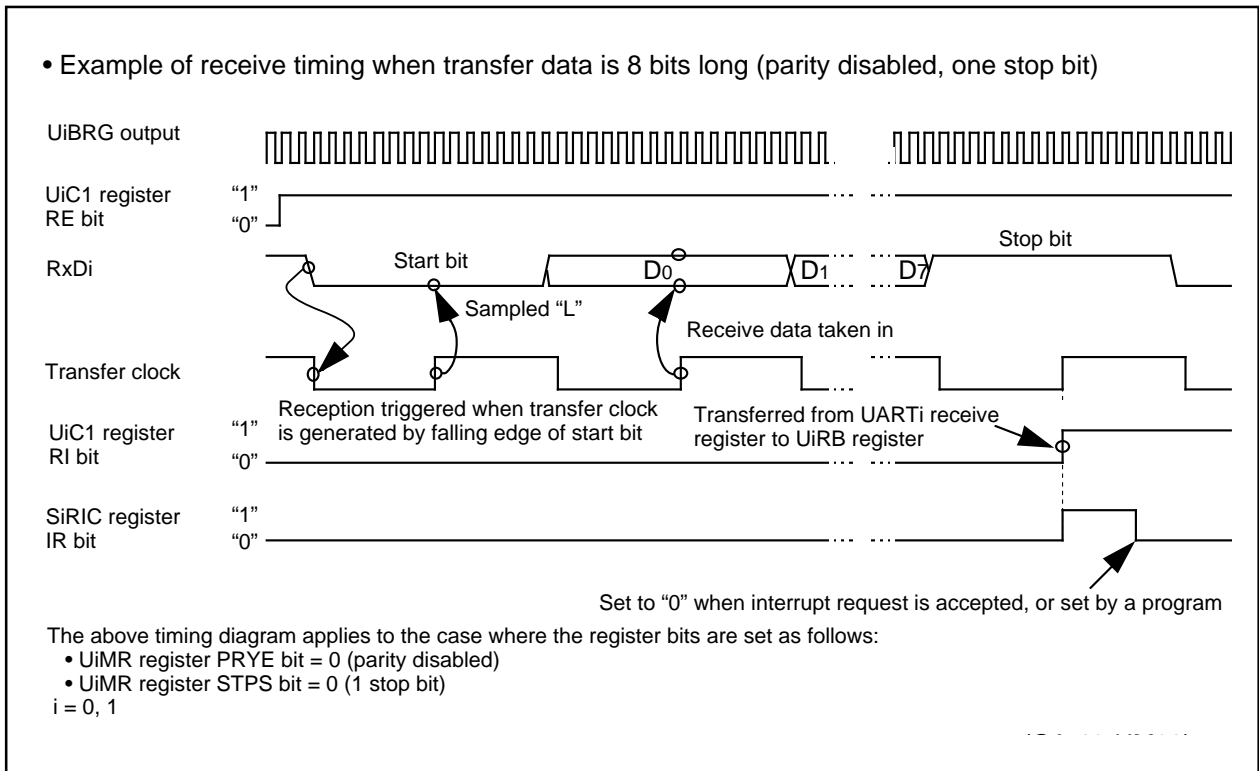 • Example of receive timing when transfer data is 8 bits long (parity disabled, one stop bit)
UiBRG output
UiC1 register
RE bit
“1”
“0”
RxDi
Start bit
D0
D1
D7
Stop bit
Sampled “L”
Receive data taken in
Transfer clock
Reception triggered when transfer clock
is generated by falling edge of start bit
Transferred from UARTi receive
register to UiRB register
UiC1 register
RI bit
“1”
“0”
SiRIC register
IR bit
“1”
“0”
Set to “0” when interrupt request is accepted, or set by a program
The above timing diagram applies to the case where the register bits are set as follows:
• UiMR register PRYE bit = 0 (parity disabled)
• UiMR register STPS bit = 0 (1 stop bit)
i = 0, 1